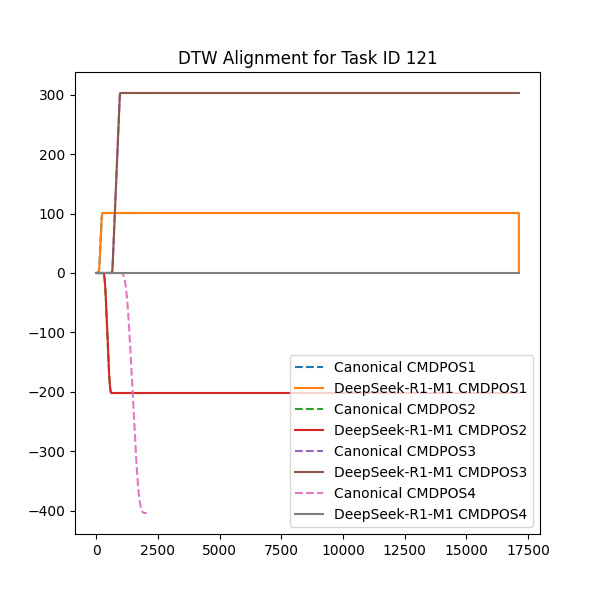 DTW Alignment for Task ID 121
300
200
100
0
−100
−200
−300
−400
Canonical CMDPOS1
DeepSeek-R1-M1 CMDPOS1
Canonical CMDPOS2
DeepSeek-R1-M1 CMDPOS2
Canonical CMDPOS3
DeepSeek-R1-M1 CMDPOS3
Canonical CMDPOS4
DeepSeek-R1-M1 CMDPOS4
0 2500 5000 7500 10000 12500 15000 17500